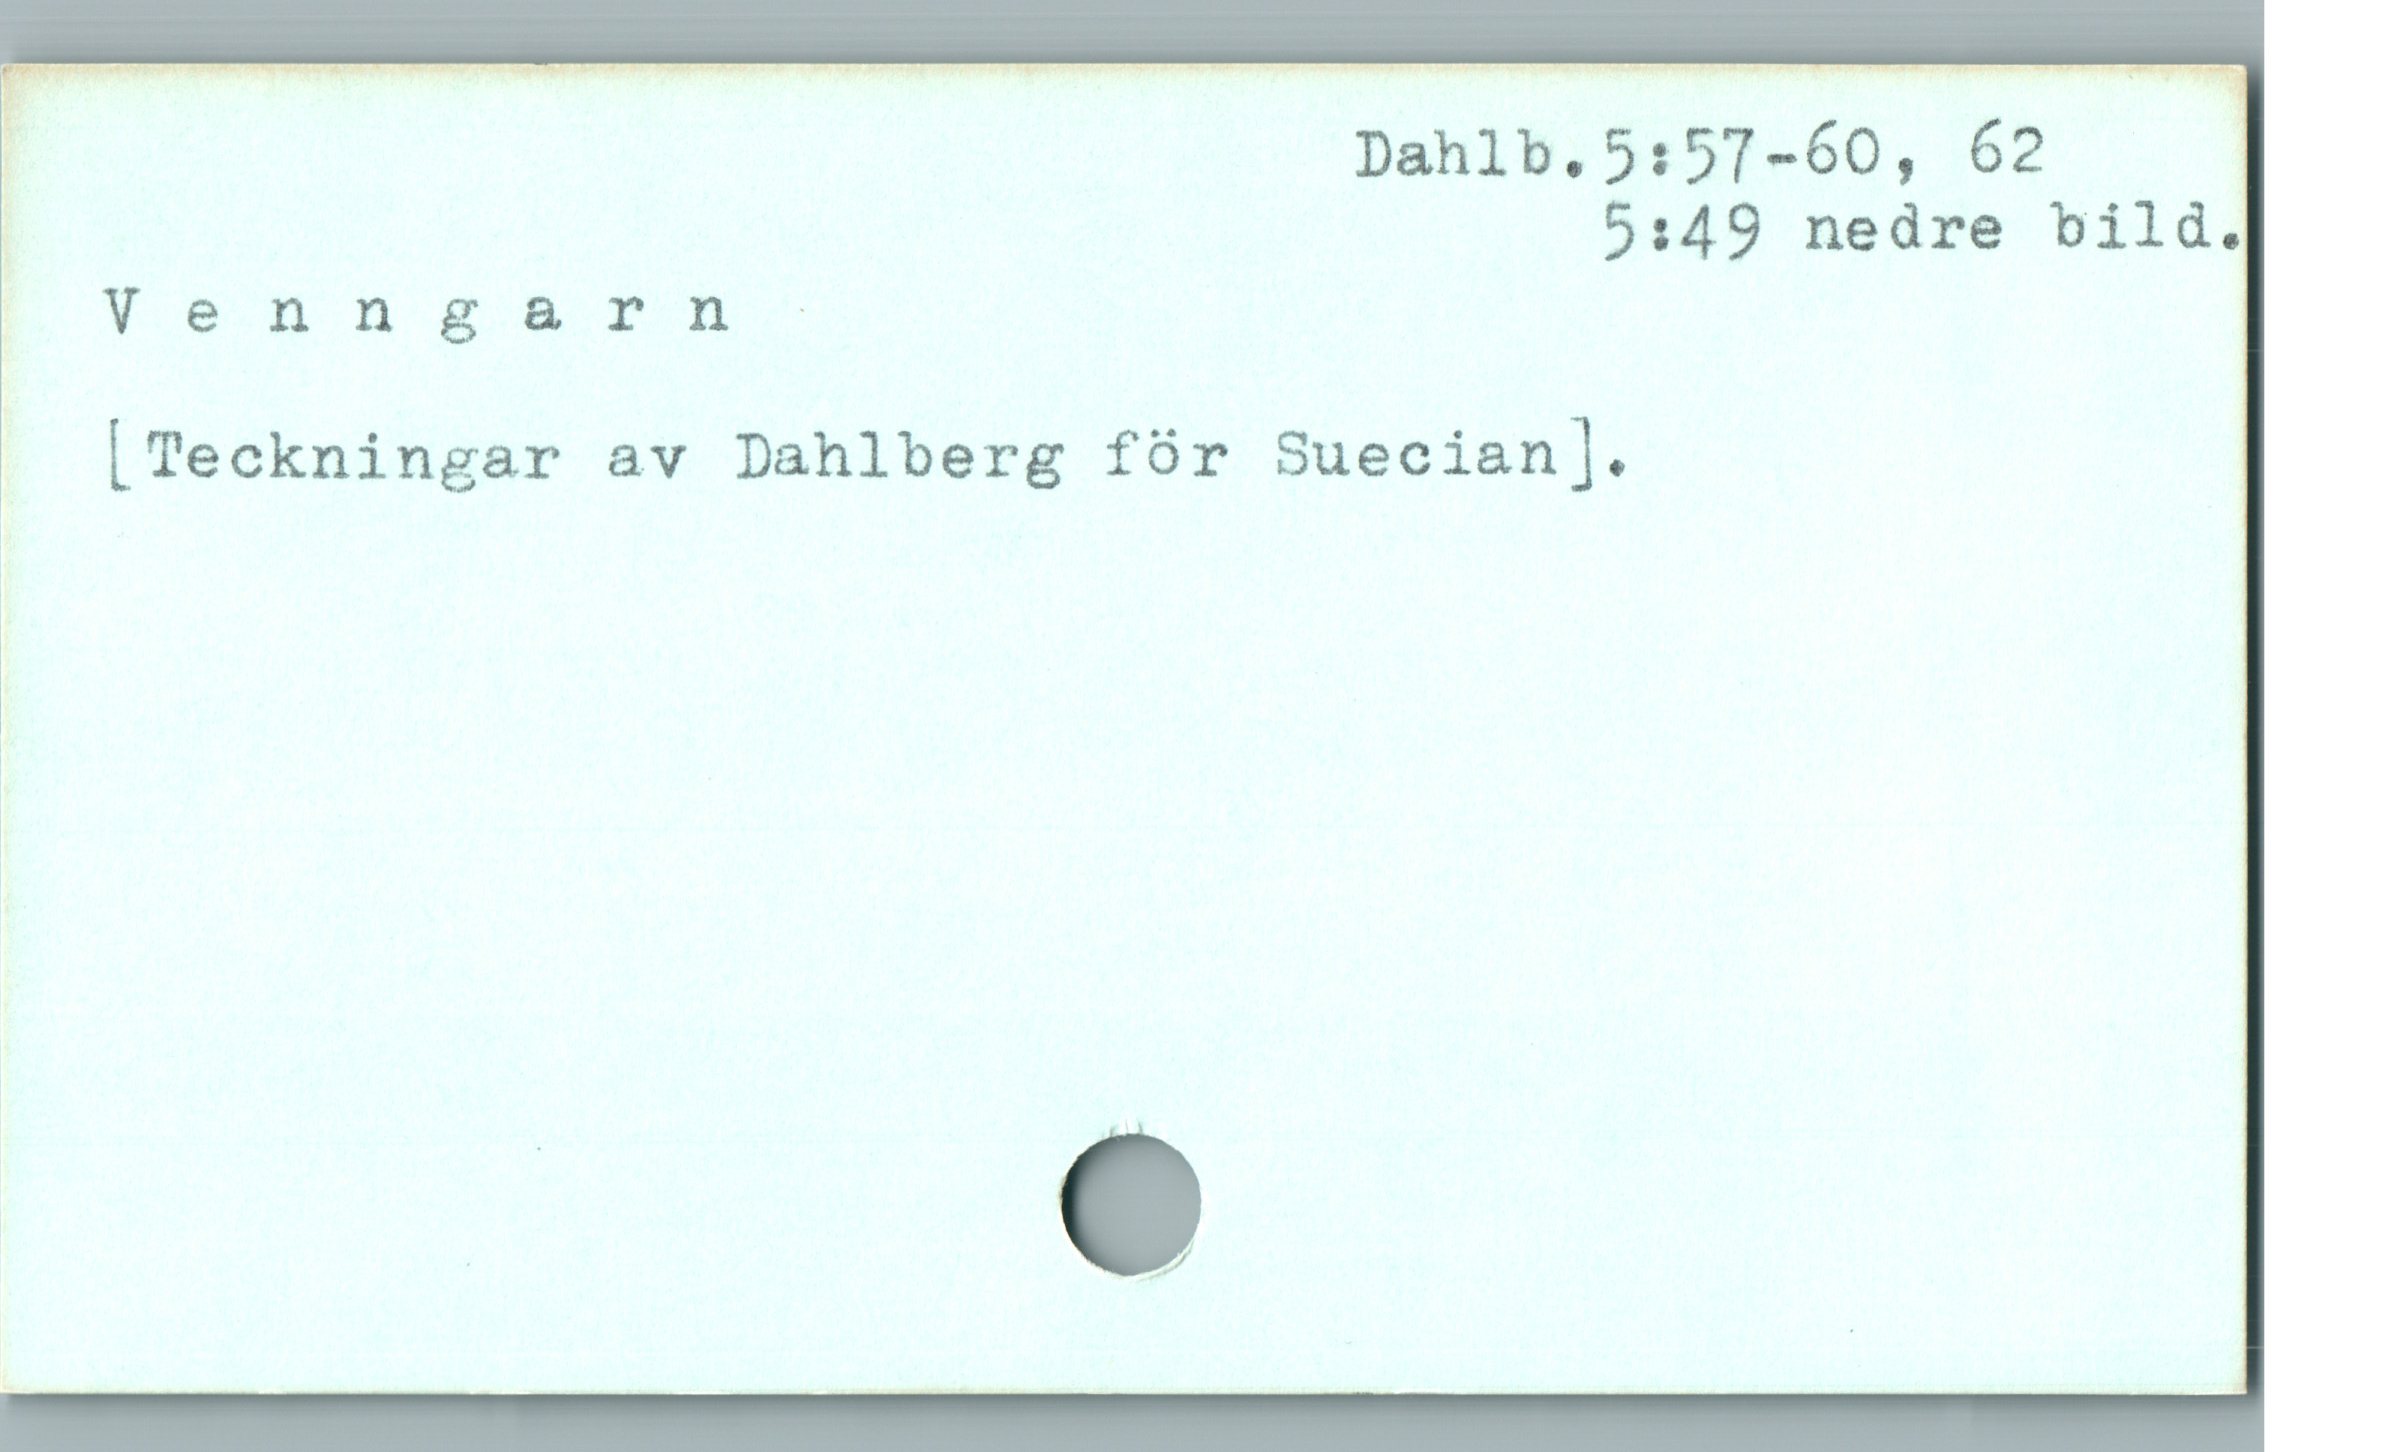 Dahlb.5:57-60, 62
5:49 nedre bild.
V e n n g a r n
[Teckningar av Dahlberg för Suecian].